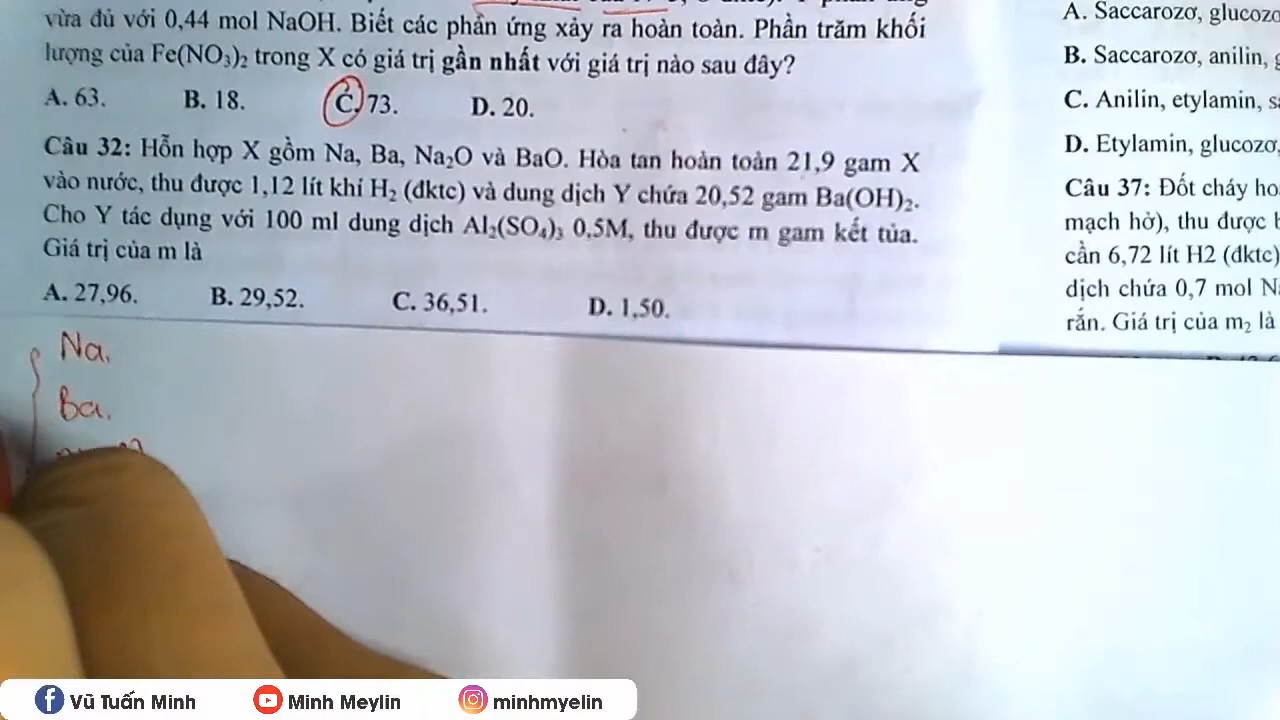 vừa đủ với 0,44 mol NaOH. Biết các phản ứng xảy ra hoàn toàn. Phần trăm khối
lượng của Fe(NO₃)₂ trong X có giá trị gần nhất với giá trị nào sau đây?
A. 63. B. 18. C. 73. D. 20.
Câu 32: Hỗn hợp X gồm Na, Ba, Na₂O và BaO. Hòa tan hoàn toàn 21,9 gam X
vào nước, thu được 1,12 lít khí H₂ (đktc) và dung dịch Y chứa 20,52 gam Ba(OH)₂.
Cho Y tác dụng với 100 ml dung dịch Al₂(SO₄)₃ 0,5M, thu được m gam kết tủa.
Giá trị của m là
A. 27,96. B. 29,52. C. 36,51. D. 1,50.
Na.
Ba.
A. Saccarozơ,
B. Saccarozơ, anilin,
C. Anilin, etylamin,
D. Etylamin, glucozơ,
Câu 37: Đốt cháy
mạch hở), thu được
cần 6,72 lít H2 (đktc)
dịch chứa 0,7 mol
rắn. Giá trị của m₂ là
Vũ Tuấn Minh Minh Meylin minhmyelin